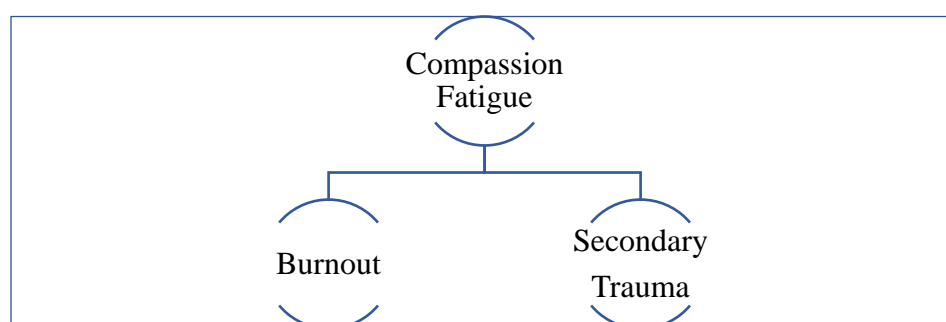 Compassion
Fatigue
Burnout
Secondary
Trauma